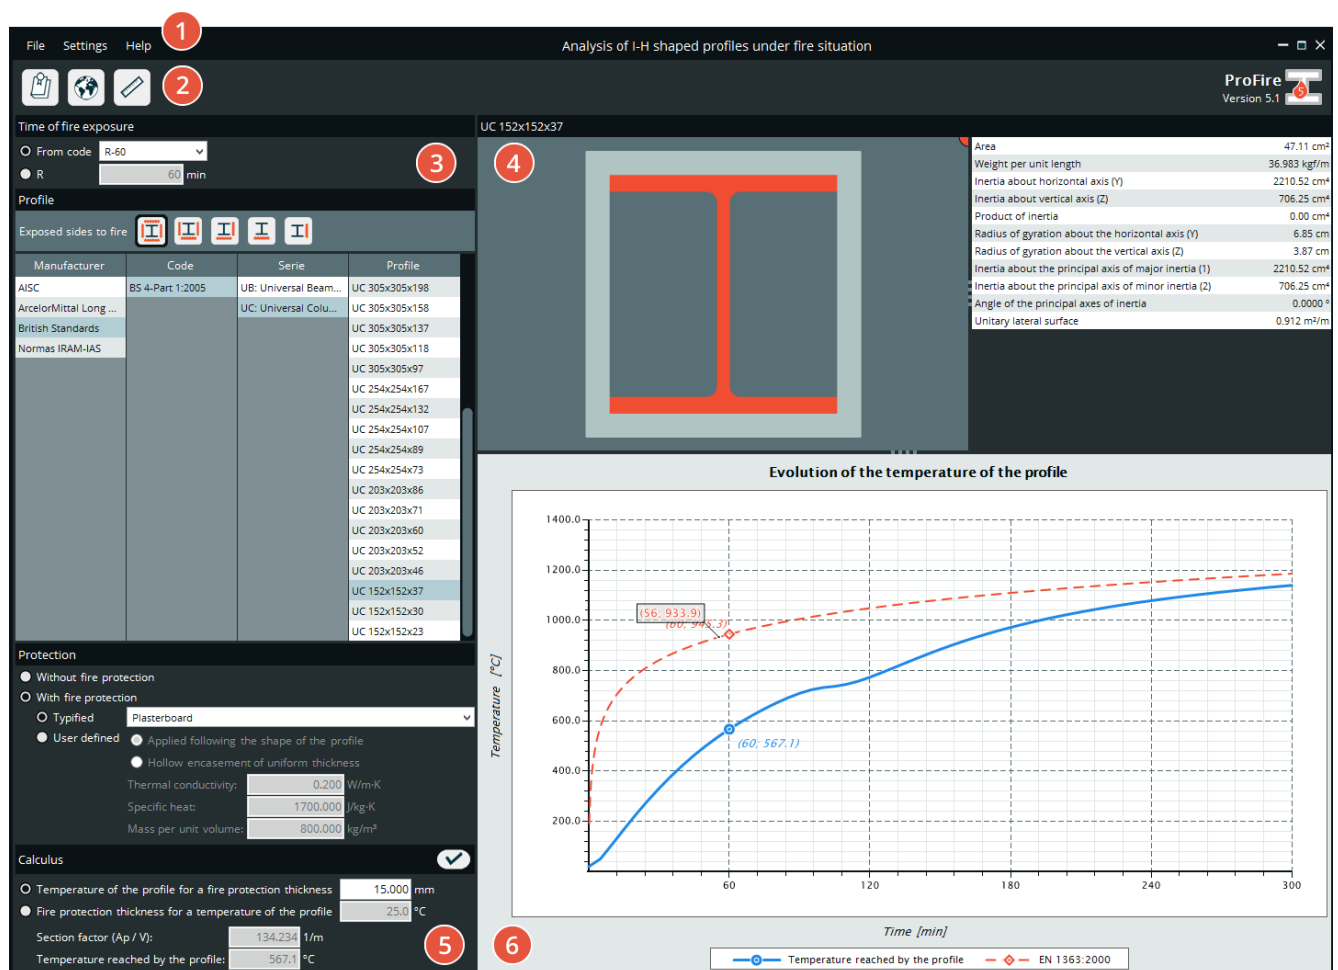 1
File Settings Help
Analysis of I-H shaped profiles under fire situation
2
ProFire
Version 5.1
5
Time of fire exposure
From code R-60
R 60 min
3
Profile
Exposed sides to fire
Manufacturer Code Serie Profile
AISC BS 4-Part 1:2005 UB: Universal Beam... UC 305x305x198
ArcelorMittal Long ... UC: Universal Colu... UC 305x305x158
British Standards UC 305x305x137
Normas IRAM-IAS UC 305x305x118
UC 305x305x97
UC 254x254x167
UC 254x254x132
UC 254x254x107
UC 254x254x89
UC 254x254x73
UC 203x203x86
UC 203x203x71
UC 203x203x60
UC 203x203x52
UC 203x203x46
UC 152x152x37
UC 152x152x30
UC 152x152x23
Protection
Without fire protection
With fire protection
Typified Plasterboard
User defined Applied following the shape of the profile
Hollow encasement of uniform thickness
Thermal conductivity: 0.200 W/m·K
Specific heat: 1700.000 J/kg·K
Mass per unit volume: 800.000 kg/m³
Calculus
Temperature of the profile for a fire protection thickness 15.000 mm
Fire protection thickness for a temperature of the profile 25.0 °C
Section factor (Ap / V): 134.234 1/m
Temperature reached by the profile: 567.1 °C
5
UC 152x152x37
4
Area 47.11 cm²
Weight per unit length 36.983 kgf/m
Inertia about horizontal axis (Y) 2210.52 cm⁴
Inertia about vertical axis (Z) 706.25 cm⁴
Product of inertia 0.00 cm⁴
Radius of gyration about the horizontal axis (Y) 6.85 cm
Radius of gyration about the vertical axis (Z) 3.87 cm
Inertia about the principal axis of major inertia (1) 2210.52 cm⁴
Inertia about the principal axis of minor inertia (2) 706.25 cm⁴
Angle of the principal axes of inertia 0.0000 °
Unitary lateral surface 0.912 m²/m
Evolution of the temperature of the profile
Temperature [°C]
1400.0
1200.0
1000.0
800.0
600.0
400.0
200.0
(56; 933.9)
(60; 945.3)
(60; 567.1)
60 120 180 240 300
Time [min]
6
Temperature reached by the profile EN 1363:2000